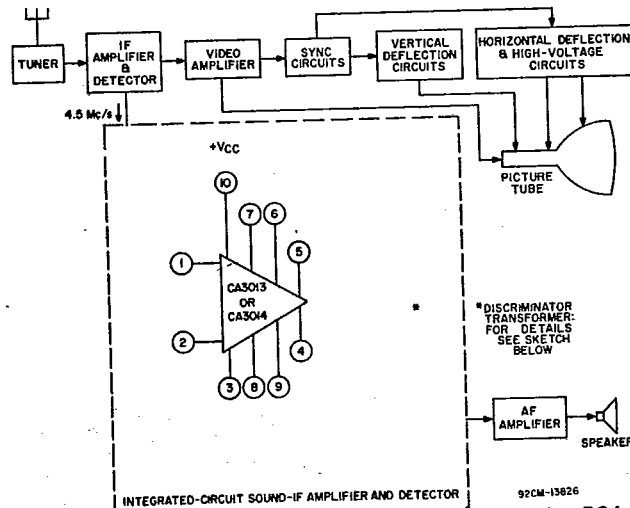 TUNER
IF
AMPLIFIER
&
DETECTOR
VIDEO
AMPLIFIER
SYNC
CIRCUITS
VERTICAL
DEFLECTION
CIRCUITS
HORIZONTAL DEFLECTION
& HIGH-VOLTAGE
CIRCUITS
4.5 Mc/s
PICTURE
TUBE
+VCC
10
7
6
5
1
CA3013
OR
CA3014
2
4
3
8
9
*
*DISCRIMINATOR
TRANSFORMER:
FOR DETAILS
SEE SKETCH
BELOW
AF
AMPLIFIER
SPEAKER
INTEGRATED-CIRCUIT SOUND-IF AMPLIFIER AND DETECTOR
92CM-13826